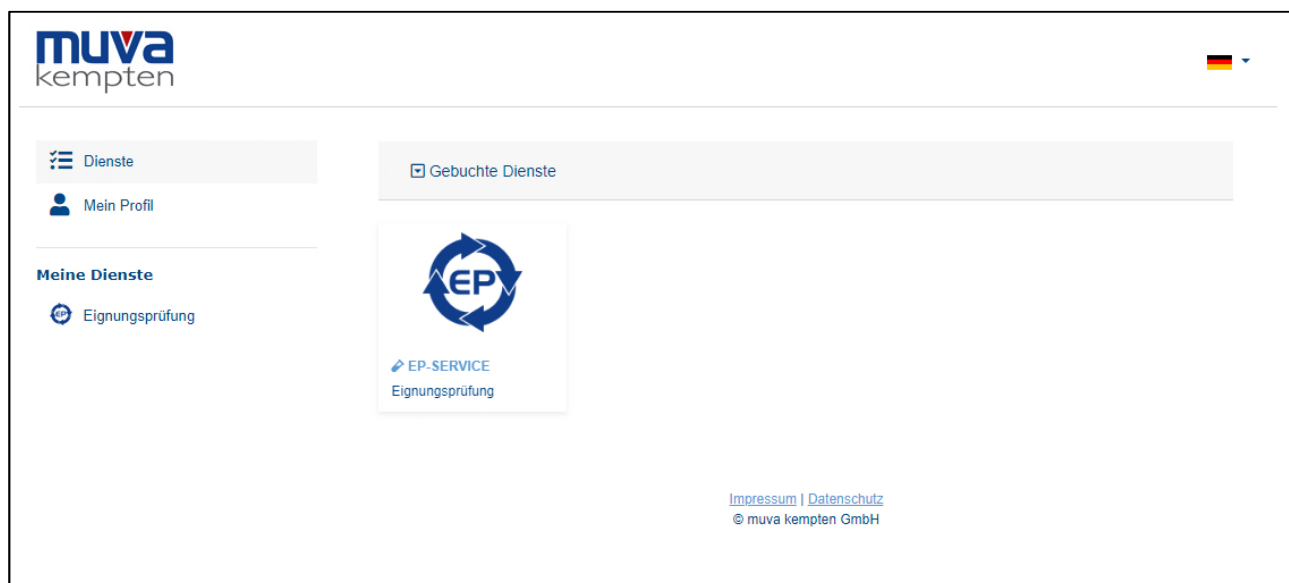 muva
kempten
Dienste
Mein Profil
Meine Dienste
EP
Eignungsprüfung
Gebuchte Dienste
EP
EP-SERVICE
Eignungsprüfung
Impressum | Datenschutz
© muva kempten GmbH